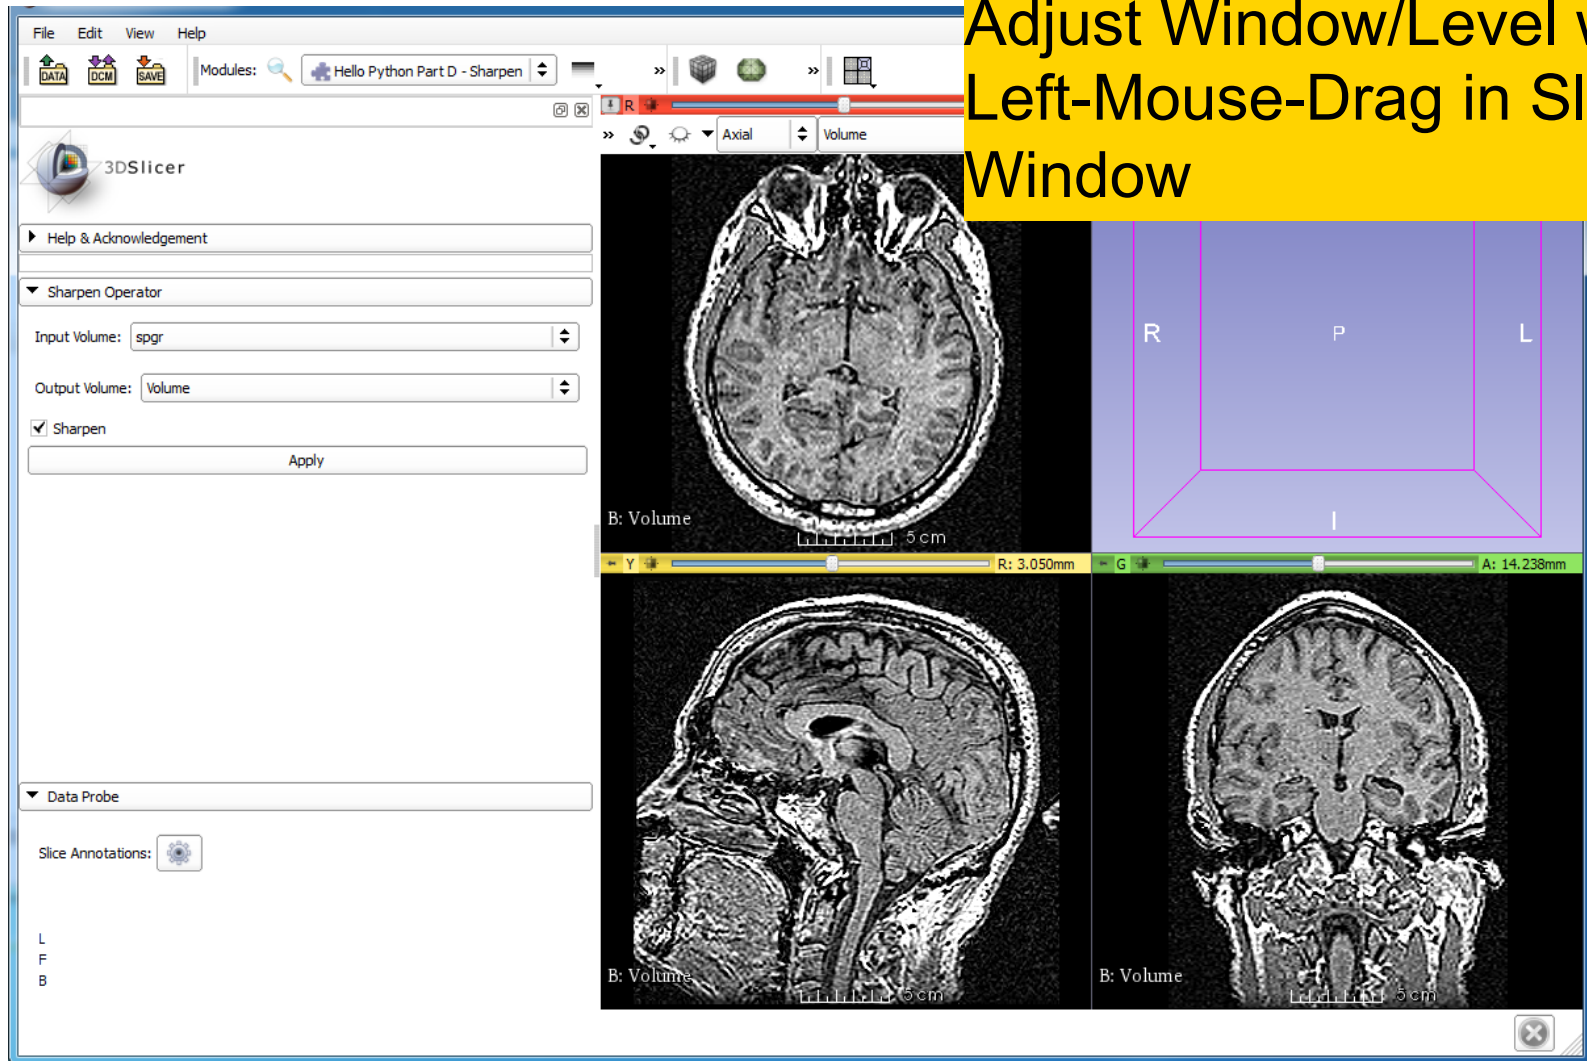 Adjust Window/Level w
Left-Mouse-Drag in Sl
Window
File Edit View Help
DATA DCM SAVE Modules: Hello Python Part D - Sharpen » »
R
» Axial Volume
3DSlicer
Help & Acknowledgement
Sharpen Operator
Input Volume: spgr
Output Volume: Volume
Sharpen
Apply
B: Volume
5 cm
R P L
I
Y R: 3.050mm
G A: 14.238mm
Data Probe
Slice Annotations:
L
F
B
B: Volume
5 cm
B: Volume
5 cm